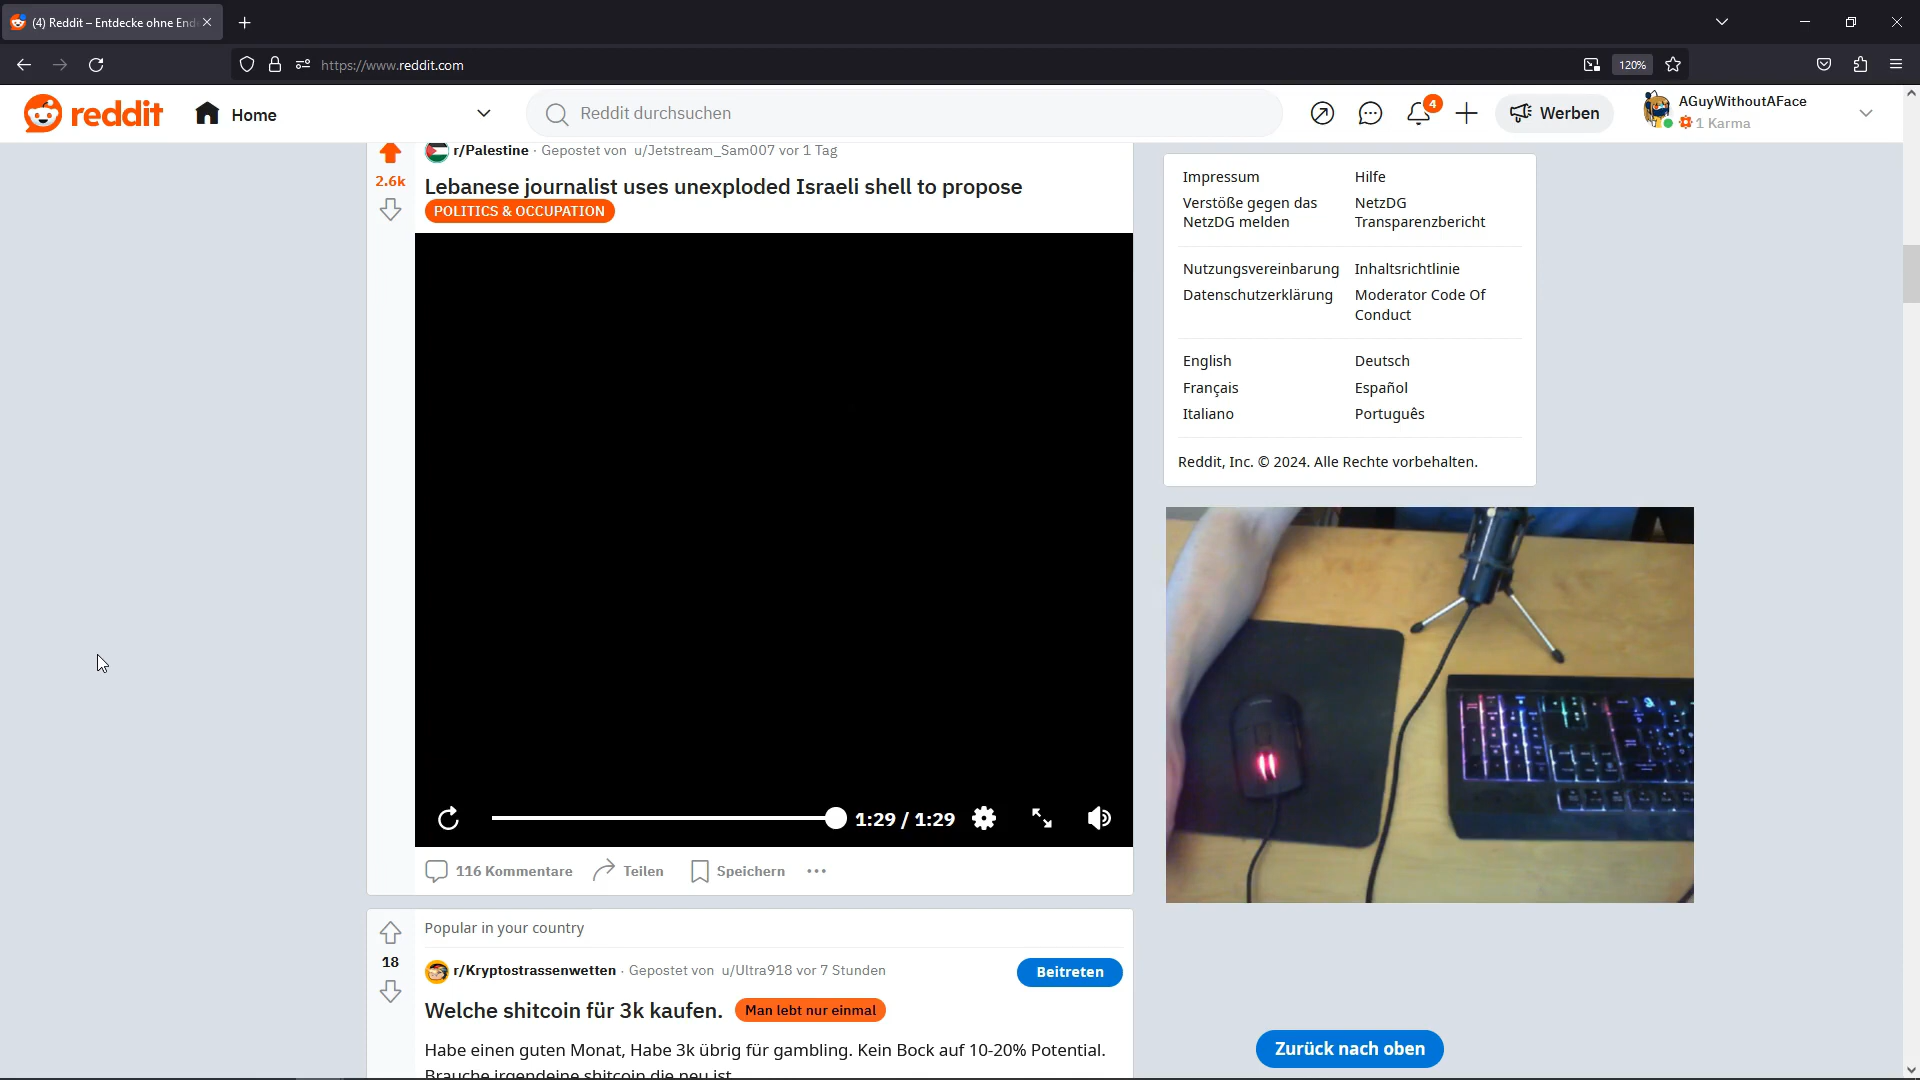 (4) Reddit – Entdecke ohne End
https://www.reddit.com
120%
reddit
Home
Reddit durchsuchen
4
Werben
AGuyWithoutAFace
1 Karma
r/Palestine · Gepostet von u/Jetstream_Sam007 vor 1 Tag
2.6k
Lebanese journalist uses unexploded Israeli shell to propose
POLITICS & OCCUPATION
1:29 / 1:29
116 Kommentare
Teilen
Speichern
Popular in your country
18
r/Kryptostrassenwetten · Gepostet von u/Ultra918 vor 7 Stunden
Beitreten
Welche shitcoin für 3k kaufen.
Man lebt nur einmal
Habe einen guten Monat, Habe 3k übrig für gambling. Kein Bock auf 10-20% Potential.
Brauche irgendeine shitcoin die neu ist
Impressum
Hilfe
Verstöße gegen das
NetzDG melden
NetzDG
Transparenzbericht
Nutzungsvereinbarung
Inhaltsrichtlinie
Datenschutzerklärung
Moderator Code Of
Conduct
English
Deutsch
Français
Español
Italiano
Português
Reddit, Inc. © 2024. Alle Rechte vorbehalten.
Zurück nach oben